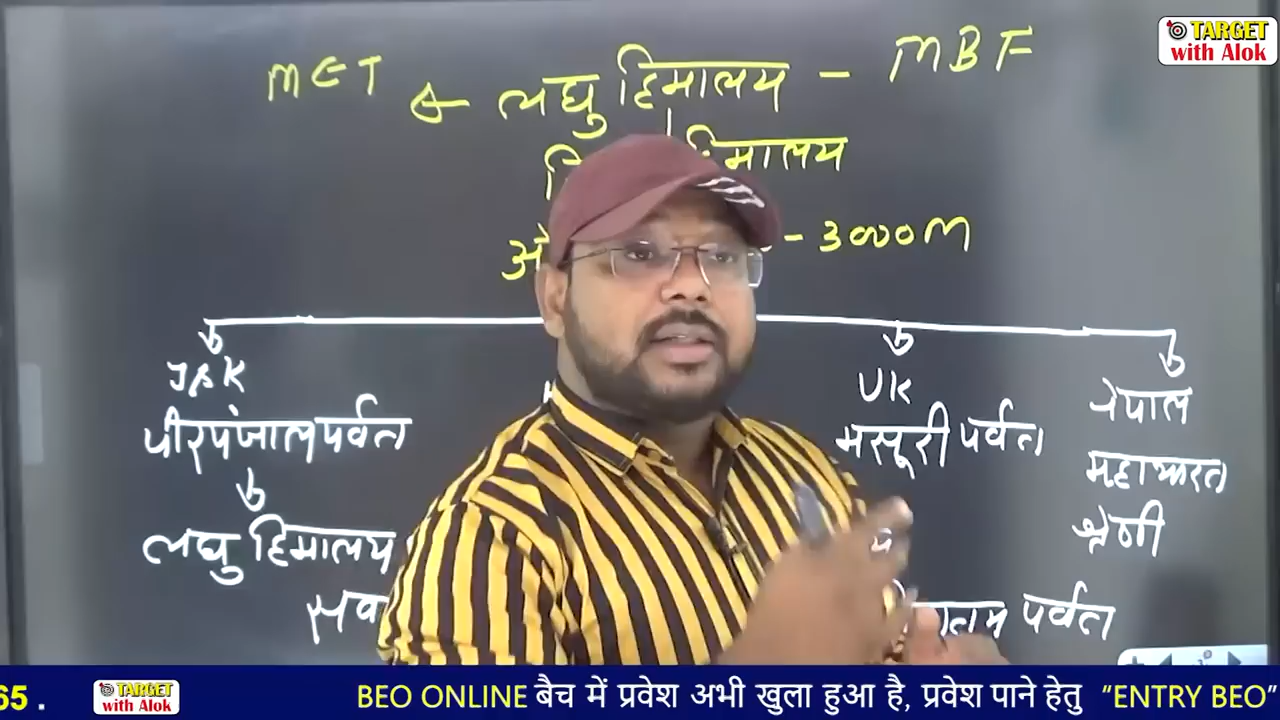 TARGET
with Alok
MCT ← लघु हिमालय - MBF
हिमालय
- 3000m
J&K
UK
नेपाल
पीरपंजाल पर्वत
मसूरी पर्वत
महाभारत
श्रेणी
लघु हिमालय
पर्वत
65 .
TARGET
with Alok
BEO ONLINE बैच में प्रवेश अभी खुला हुआ है, प्रवेश पाने हेतु "ENTRY BEO"